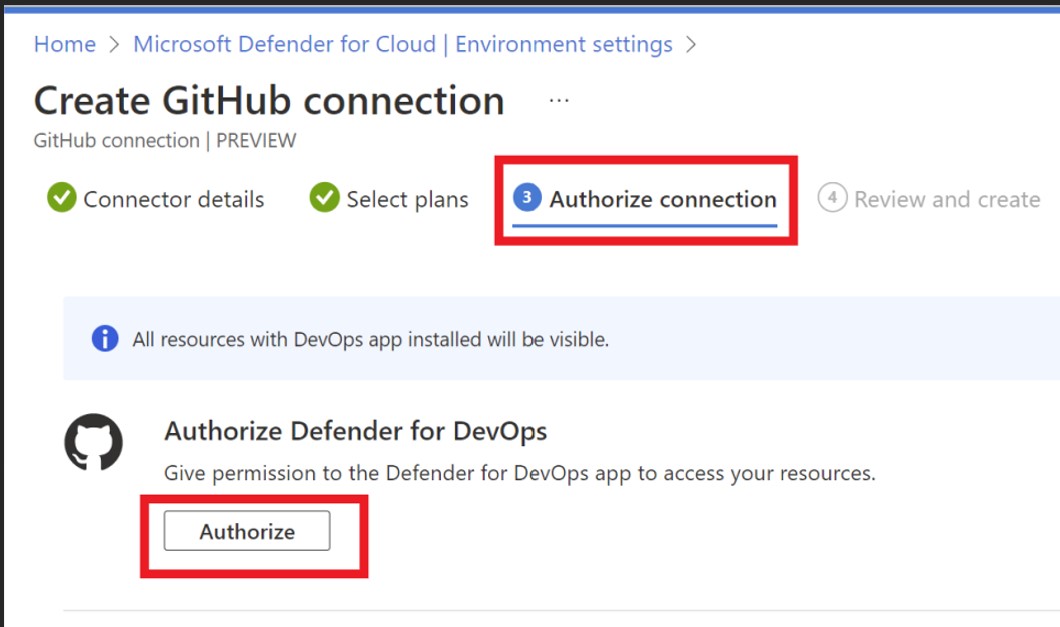 Home > Microsoft Defender for Cloud | Environment settings >
Create GitHub connection ...
GitHub connection | PREVIEW
Connector details Select plans 3 Authorize connection 4 Review and create
All resources with DevOps app installed will be visible.
Authorize Defender for DevOps
Give permission to the Defender for DevOps app to access your resources.
Authorize